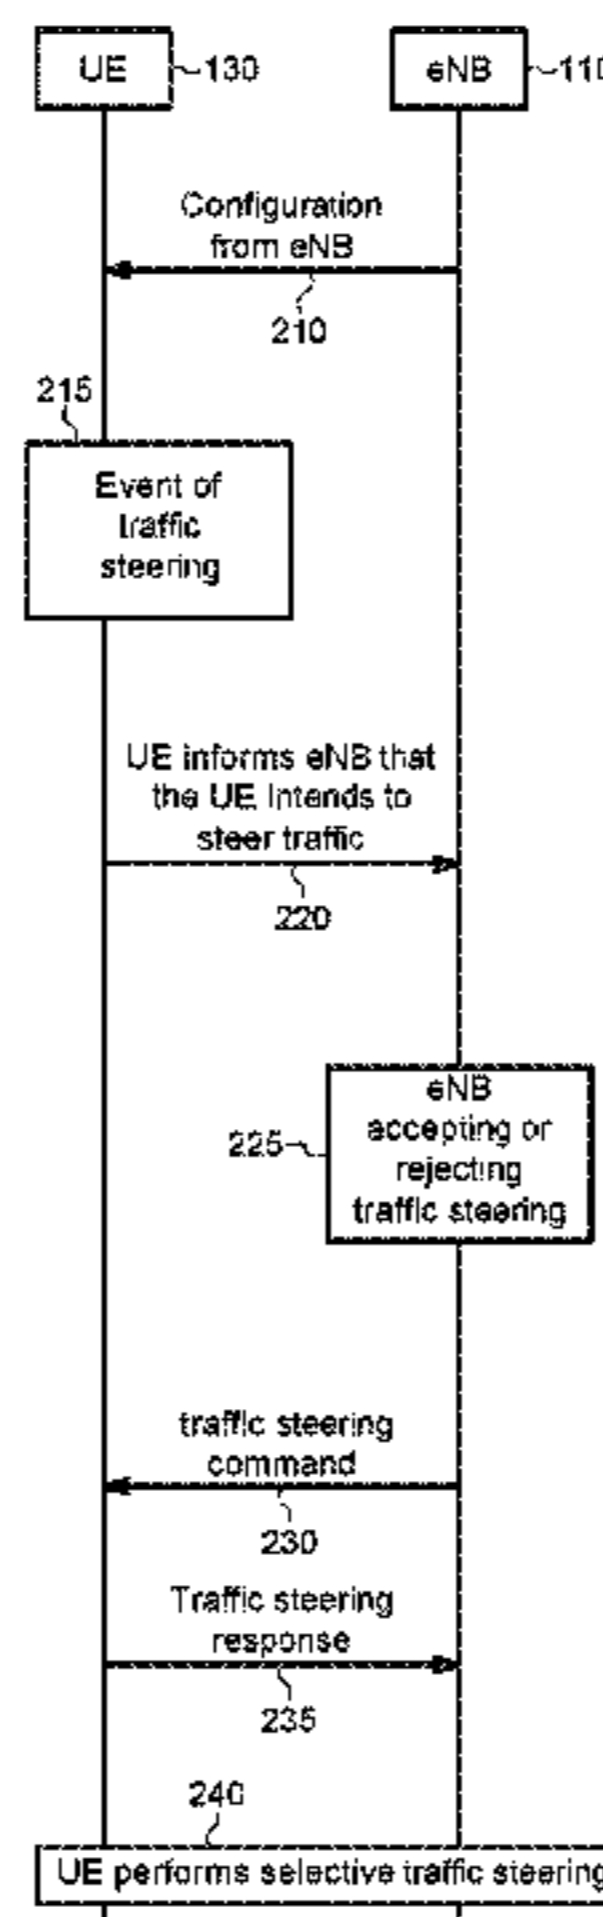 UE
130
eNB
110
Configuration
from eNB
210
215
Event of
traffic
steering
UE informs eNB that
the UE Intends to
steer traffic
220
eNB
accepting or
rejecting
traffic steering
225
traffic steering
command
230
Traffic steering
response
235
240
UE performs selective traffic steering